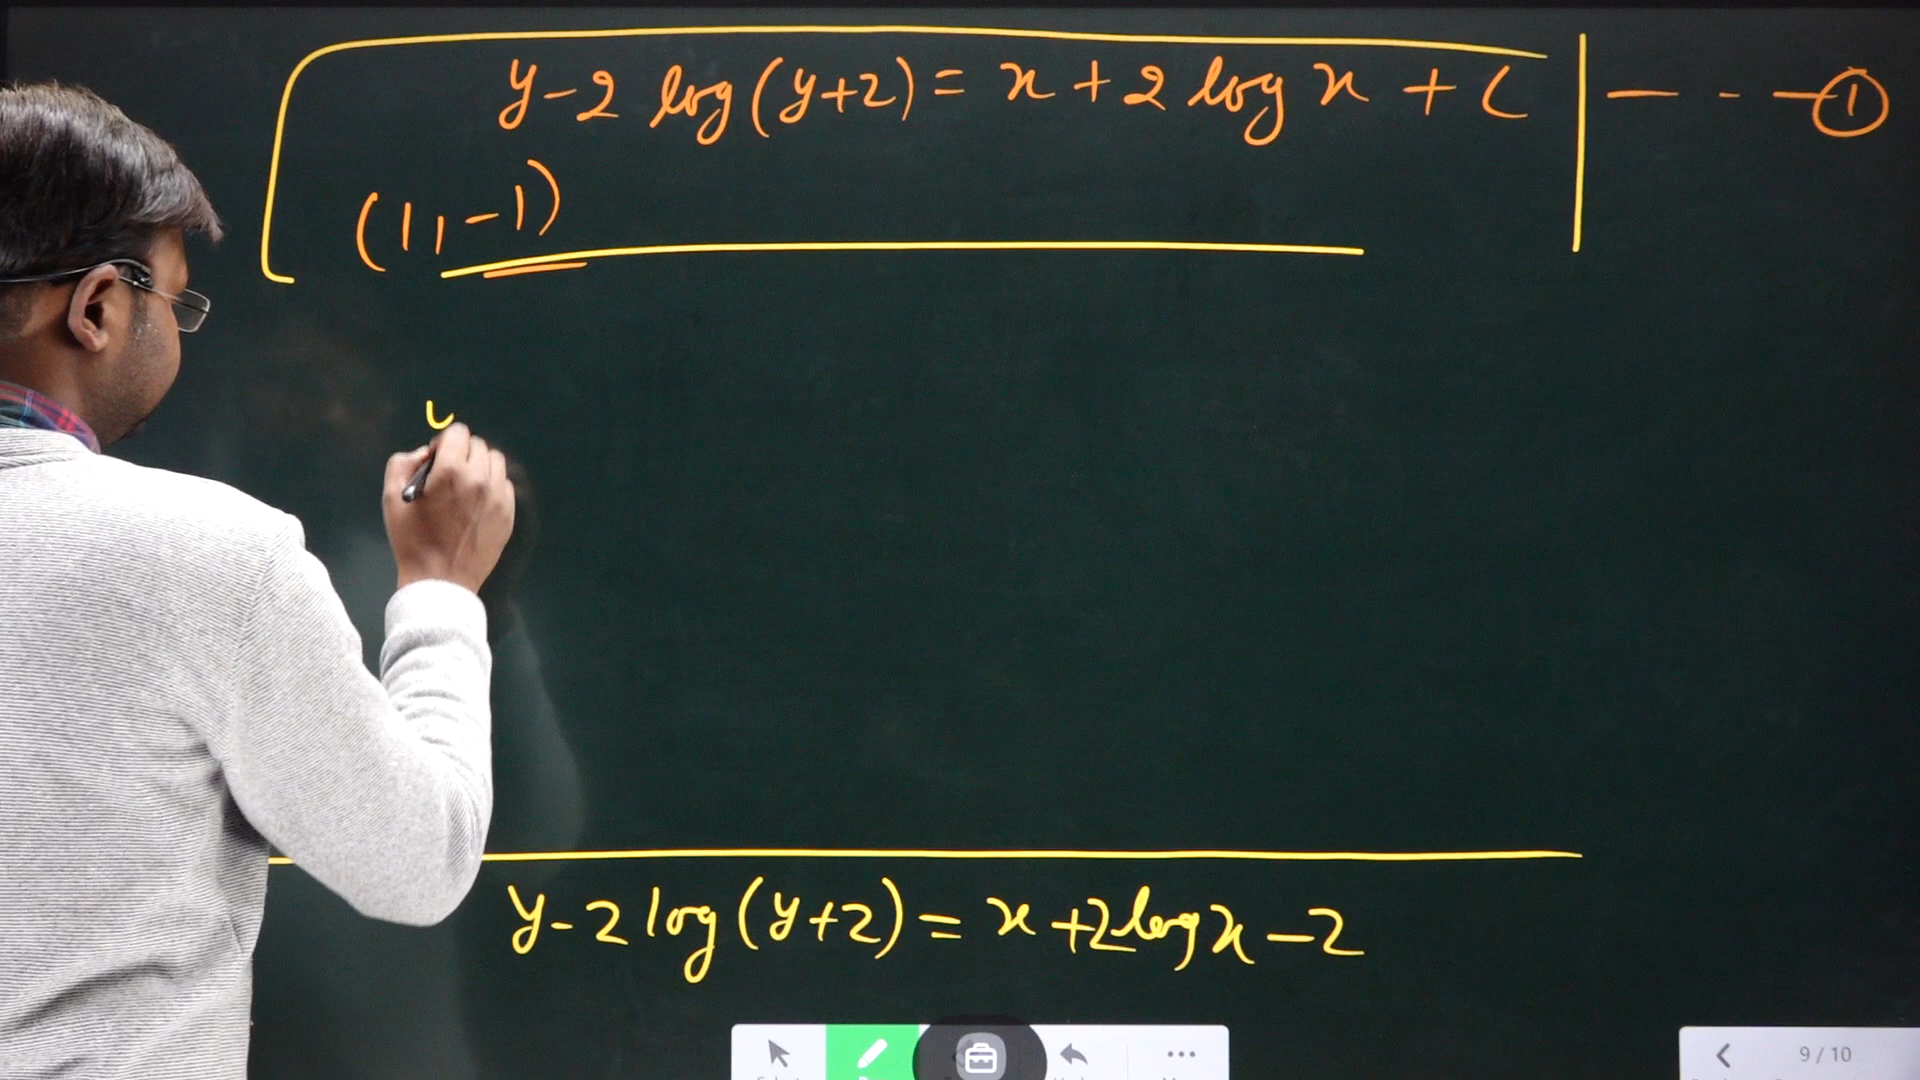 y-2 log(y+2) = x+2 log x + C | - - - ①
(1, -1)
y-2 log(y+2) = x+2 log x - 2
9 / 10